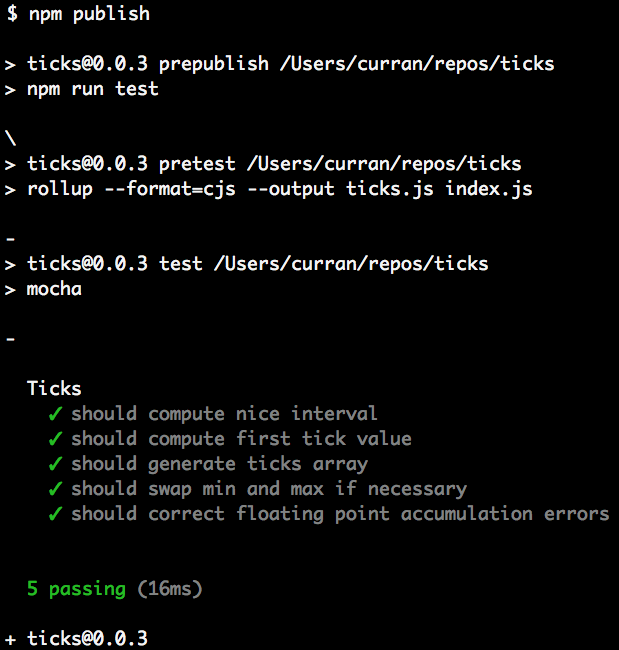 $ npm publish
> ticks@0.0.3 prepublish /Users/curran/repos/ticks
> npm run test
\
> ticks@0.0.3 pretest /Users/curran/repos/ticks
> rollup --format=cjs --output ticks.js index.js
-
> ticks@0.0.3 test /Users/curran/repos/ticks
> mocha
-
Ticks
✓ should compute nice interval
✓ should compute first tick value
✓ should generate ticks array
✓ should swap min and max if necessary
✓ should correct floating point accumulation errors
5 passing (16ms)
+ ticks@0.0.3